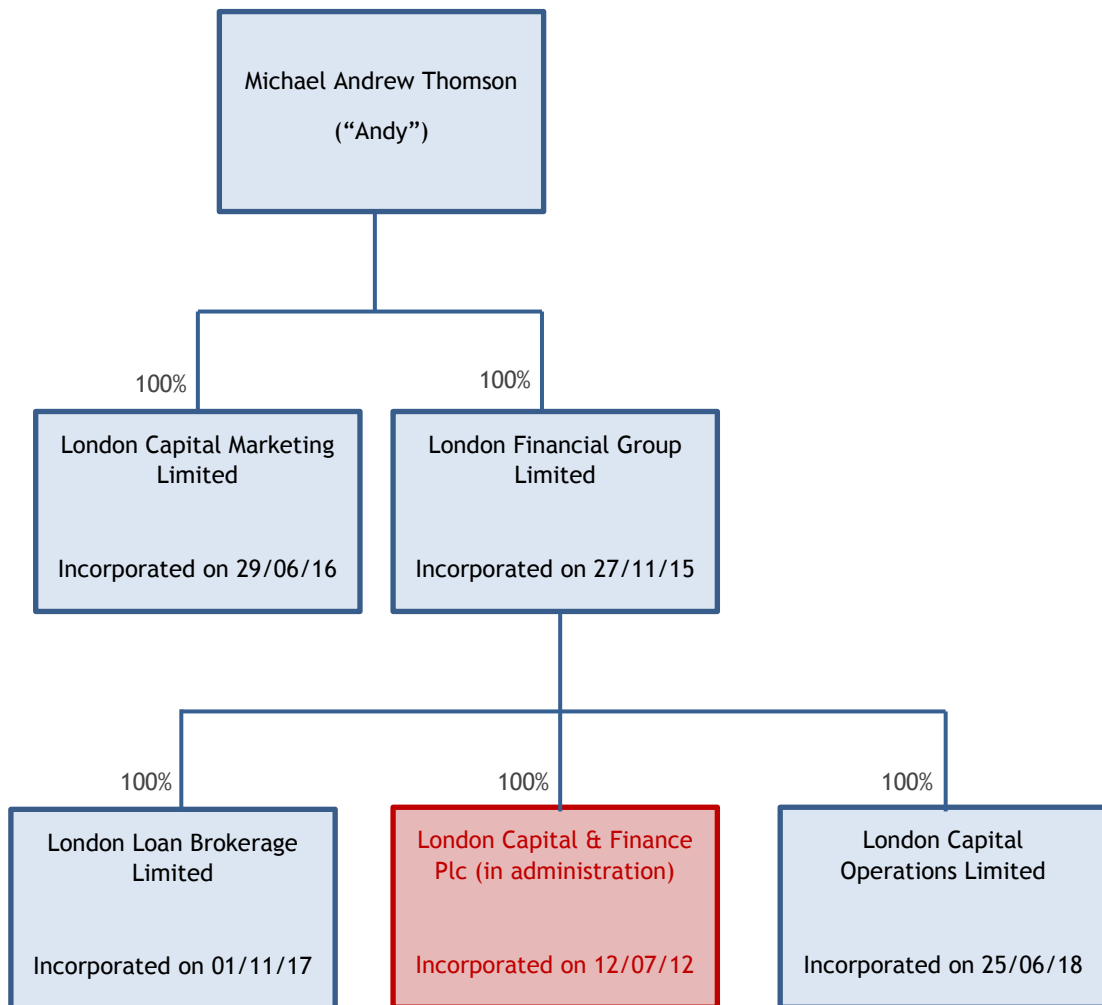 Michael Andrew Thomson
(“Andy”)
100%
100%
London Capital Marketing
Limited
Incorporated on 29/06/16
London Financial Group
Limited
Incorporated on 27/11/15
100%
100%
100%
London Loan Brokerage
Limited
Incorporated on 01/11/17
London Capital & Finance
Plc (in administration)
Incorporated on 12/07/12
London Capital
Operations Limited
Incorporated on 25/06/18